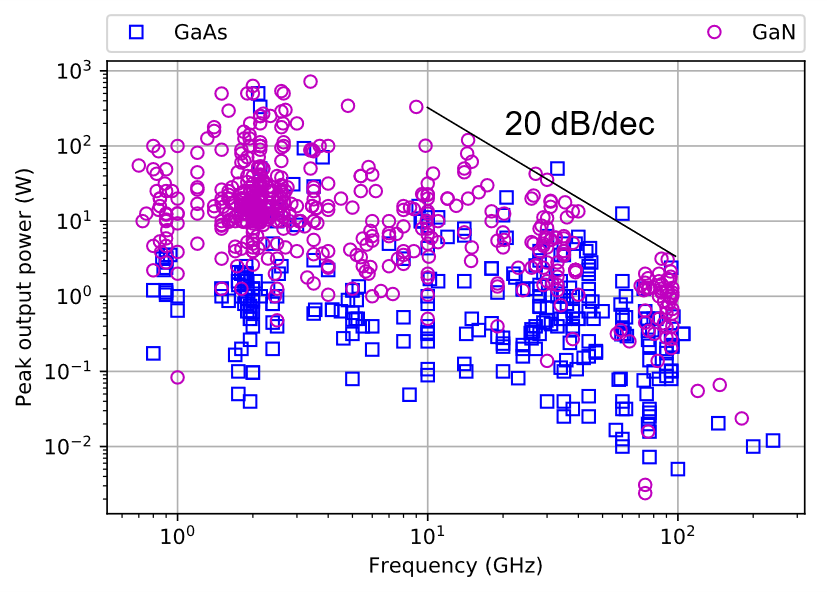 GaAs GaN
20 dB/dec
Peak output power (W)
10³
10²
10¹
10⁰
10⁻¹
10⁻²
10⁰ 10¹ 10²
Frequency (GHz)